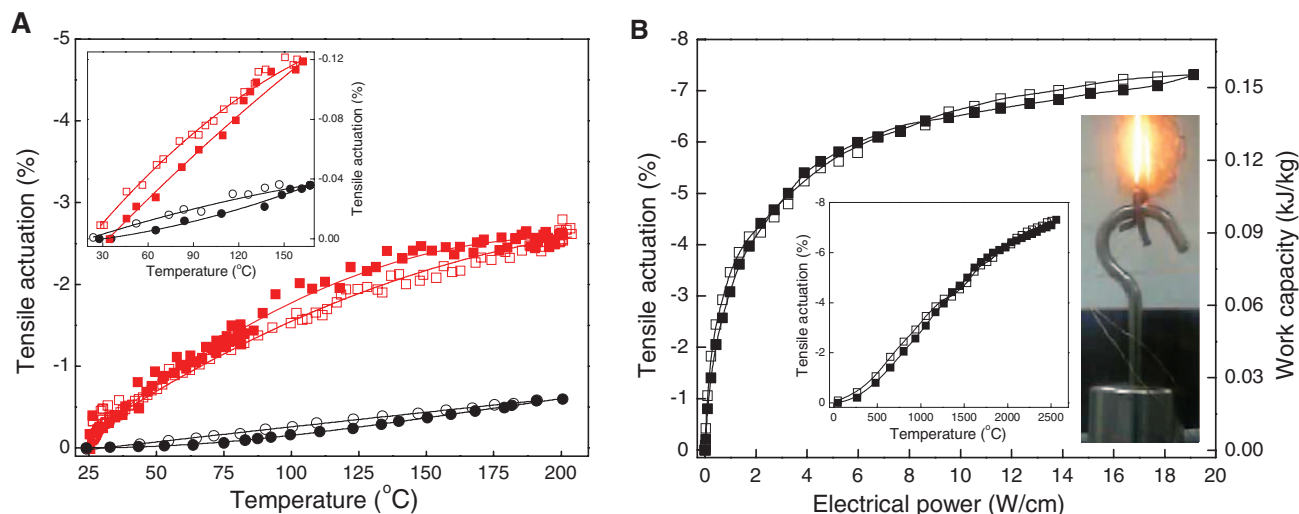 A
-5
-4
-3
-2
-1
0
Tensile actuation (%)
25 50 75 100 125 150 175 200
Temperature (°C)
-0.12
-0.08
-0.04
0.00
Tensile actuation (%)
30 60 90 120 150
Temperature (°C)
B
-8
-7
-6
-5
-4
-3
-2
-1
0
Tensile actuation (%)
0 2 4 6 8 10 12 14 16 18 20
Electrical power (W/cm)
0.15
0.12
0.09
0.06
0.03
0.00
Work capacity (kJ/kg)
-8
-6
-4
-2
0
Tensile actuation (%)
0 500 1000 1500 2000 2500
Temperature (°C)